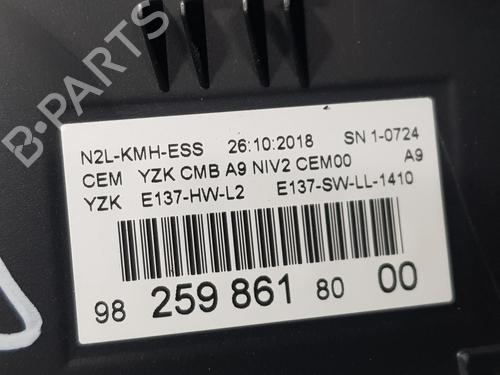 B-PARTS
N2L-KMH-ESS 26:10:2018 SN 1-0724
CEM YZK CMB A9 NIV2 CEM00 A9
YZK E137-HW-L2 E137-SW-LL-1410
98 259 861 80 00